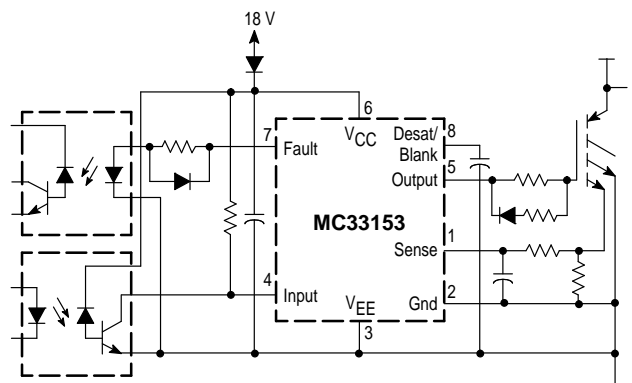 18 V
6
VCC
Desat/
Blank
8
7
Fault
5
Output
MC33153
Sense
1
4
Input
VEE
Gnd
2
3